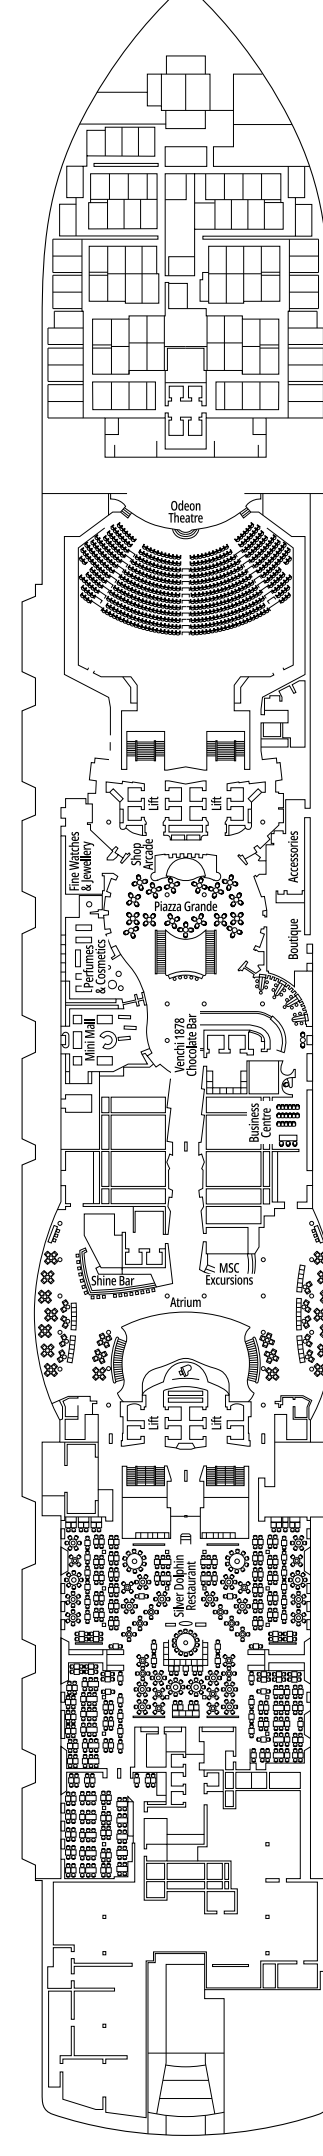 Odeon
Theatre
Lift
Lift
Shop
Arcade
Fine Watches
& Jewellery
Accessories
Piazza Grande
Boutique
Perfumes
& Cosmetics
Mini Mall
Venchi 1878
Chocolate Bar
Business
Centre
Shine Bar
MSC
Excursions
Atrium
Lift
Lift
Silver Dolphin
Restaurant